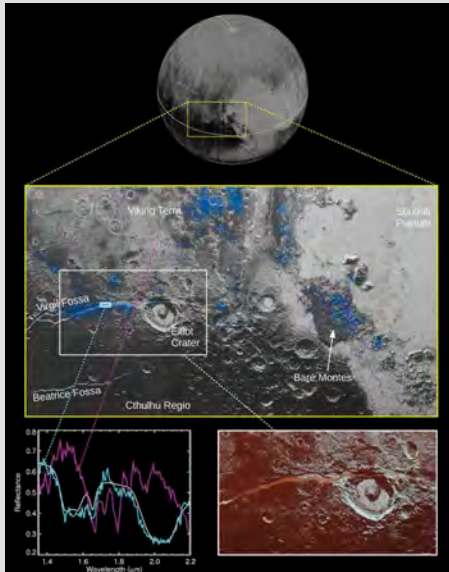 Viking Terra
Sputnik
Planum
Virgil Fossa
Elliot
Crater
Baré Montes
Beatrice Fossa
Cthulhu Regio
0.8
0.7
0.6
0.5
0.4
0.3
0.2
Reflectance
1.4 1.6 1.8 2.0 2.2
Wavelength (μm)